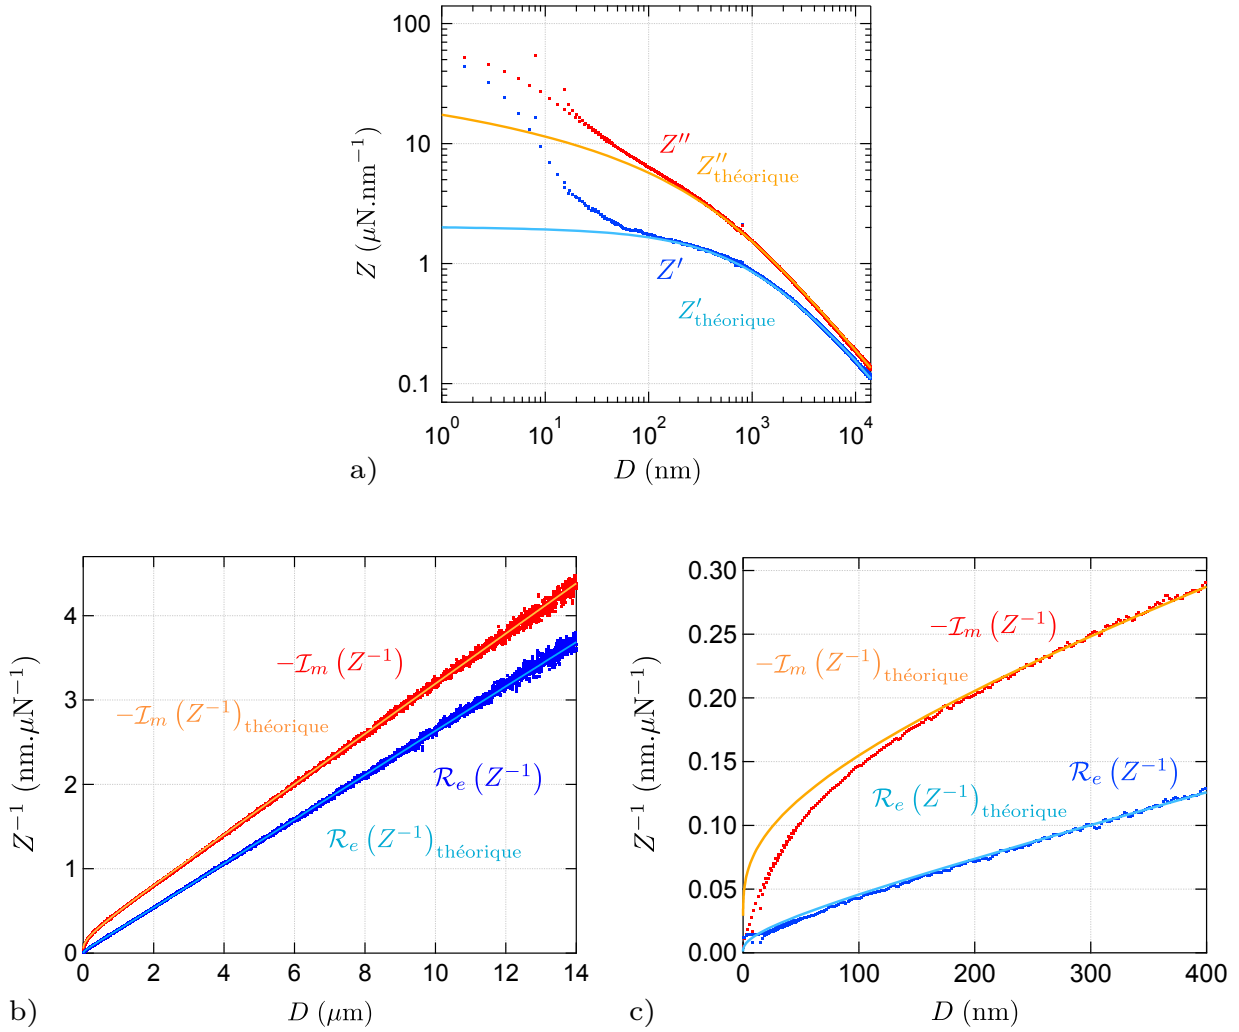 100
10
1
0.1
Z (μN.nm⁻¹)
Z''
Z''théorique
Z'
Z'théorique
10⁰ 10¹ 10² 10³ 10⁴
D (nm)
a)
4
3
2
1
0
Z⁻¹ (nm.μN⁻¹)
−ℐm (Z⁻¹)
−ℐm (Z⁻¹)théorique
ℛe (Z⁻¹)
ℛe (Z⁻¹)théorique
0 2 4 6 8 10 12 14
D (μm)
b)
0.30
0.25
0.20
0.15
0.10
0.05
0.00
Z⁻¹ (nm.μN⁻¹)
−ℐm (Z⁻¹)
−ℐm (Z⁻¹)théorique
ℛe (Z⁻¹)
ℛe (Z⁻¹)théorique
0 100 200 300 400
D (nm)
c)